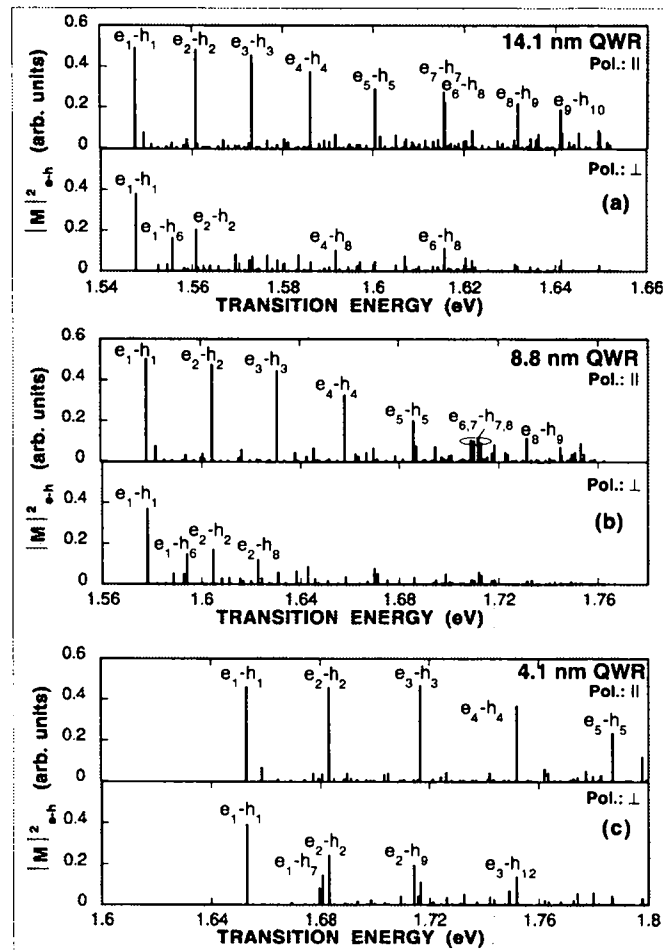 14.1 nm QWR
Pol.: ||
e1-h1
e2-h2
e3-h3
e4-h4
e5-h5
e7-h7
e6-h8
e8-h9
e9-h10
|M|²e-h (arb. units)
0.6
0.4
0.2
0
Pol.: ⊥
(a)
e1-h1
e1-h6
e2-h2
e4-h8
e6-h8
0.4
0.2
0
1.54 1.56 1.58 1.6 1.62 1.64 1.66
TRANSITION ENERGY (eV)
8.8 nm QWR
Pol.: ||
e1-h1
e2-h2
e3-h3
e4-h4
e5-h5
e6,7-h7,8
e8-h9
|M|²e-h (arb. units)
0.6
0.4
0.2
0
Pol.: ⊥
(b)
e1-h1
e1-h6
e2-h2
e2-h8
0.4
0.2
0
1.56 1.6 1.64 1.68 1.72 1.76
TRANSITION ENERGY (eV)
4.1 nm QWR
Pol.: ||
e1-h1
e2-h2
e3-h3
e4-h4
e5-h5
|M|²e-h (arb. units)
0.6
0.4
0.2
0
Pol.: ⊥
(c)
e1-h1
e1-h7
e2-h2
e2-h9
e3-h12
0.4
0.2
0
1.6 1.64 1.68 1.72 1.76 1.8
TRANSITION ENERGY (eV)